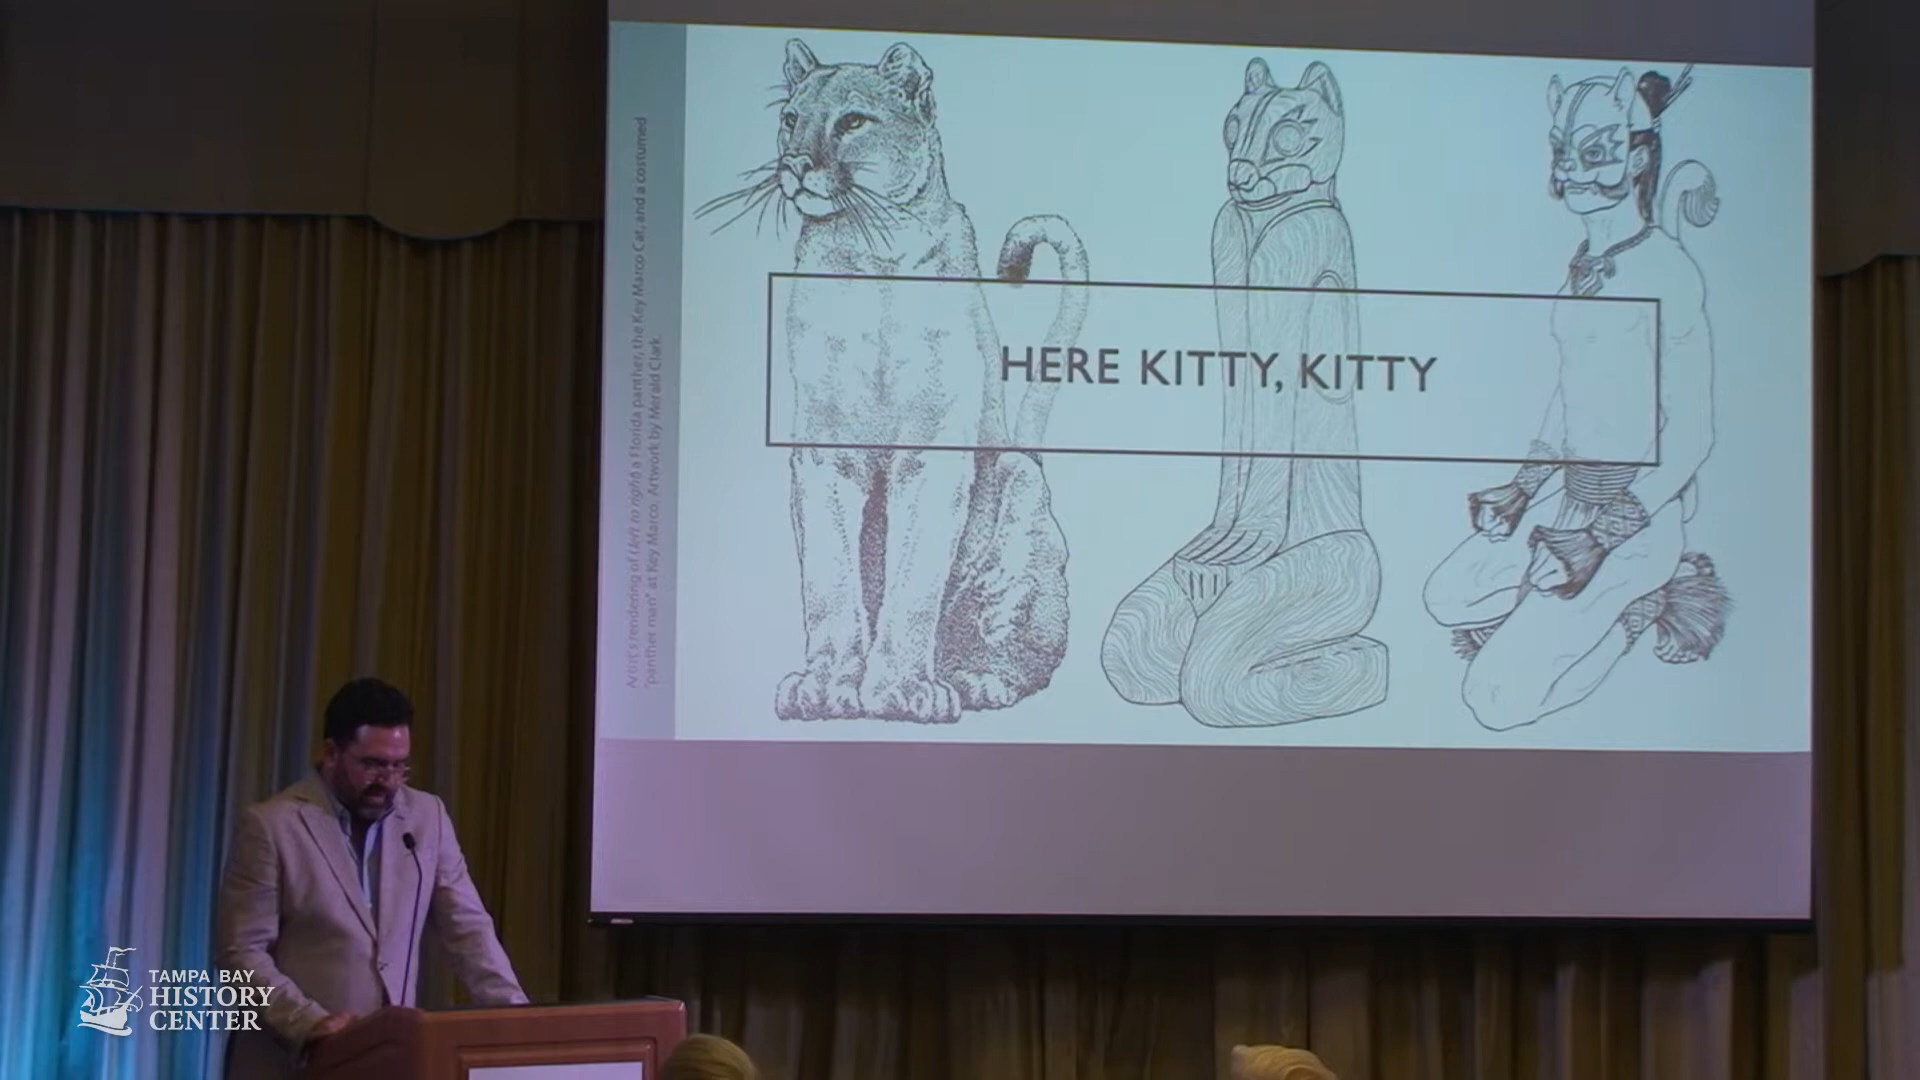 Artist's rendering of (left to right) a Florida panther, the Key Marco Cat, and a costumed
"panther man" at Key Marco. Artwork by Merald Clark.
HERE KITTY, KITTY
TAMPA BAY
HISTORY
CENTER